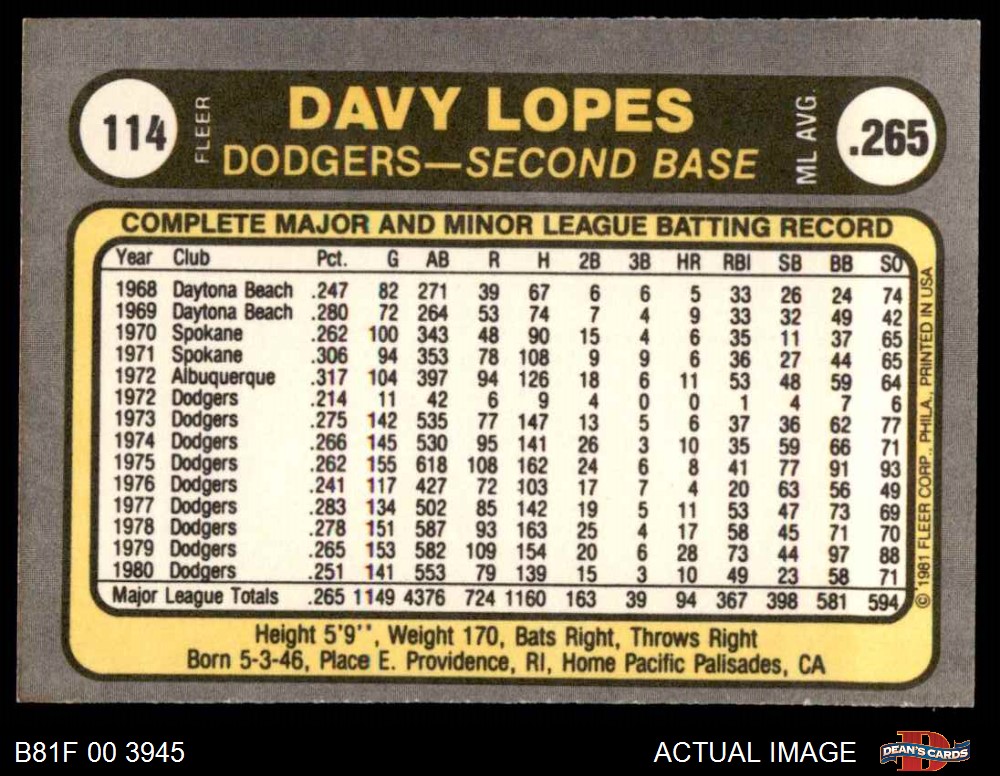 114
FLEER
DAVY LOPES
DODGERS—SECOND BASE
ML AVG.
.265
COMPLETE MAJOR AND MINOR LEAGUE BATTING RECORD
Year Club Pct. G AB R H 2B 3B HR RBI SB BB SO
1968 Daytona Beach .247 82 271 39 67 6 6 5 33 26 24 74
1969 Daytona Beach .280 72 264 53 74 7 4 9 33 32 49 42
1970 Spokane .262 100 343 48 90 15 4 6 35 11 37 65
1971 Spokane .306 94 353 78 108 9 9 6 36 27 44 65
1972 Albuquerque .317 104 397 94 126 18 6 11 53 48 59 64
1972 Dodgers .214 11 42 6 9 4 0 0 1 4 7 6
1973 Dodgers .275 142 535 77 147 13 5 6 37 36 62 77
1974 Dodgers .266 145 530 95 141 26 3 10 35 59 66 71
1975 Dodgers .262 155 618 108 162 24 6 8 41 77 91 93
1976 Dodgers .241 117 427 72 103 17 7 4 20 63 56 49
1977 Dodgers .283 134 502 85 142 19 5 11 53 47 73 69
1978 Dodgers .278 151 587 93 163 25 4 17 58 45 71 70
1979 Dodgers .265 153 582 109 154 20 6 28 73 44 97 88
1980 Dodgers .251 141 553 79 139 15 3 10 49 23 58 71
Major League Totals .265 1149 4376 724 1160 163 39 94 367 398 581 594
© 1981 FLEER CORP., PHILA., PRINTED IN USA
Height 5'9'', Weight 170, Bats Right, Throws Right
Born 5-3-46, Place E. Providence, RI, Home Pacific Palisades, CA
B81F 00 3945
ACTUAL IMAGE
DEAN'S CARDS